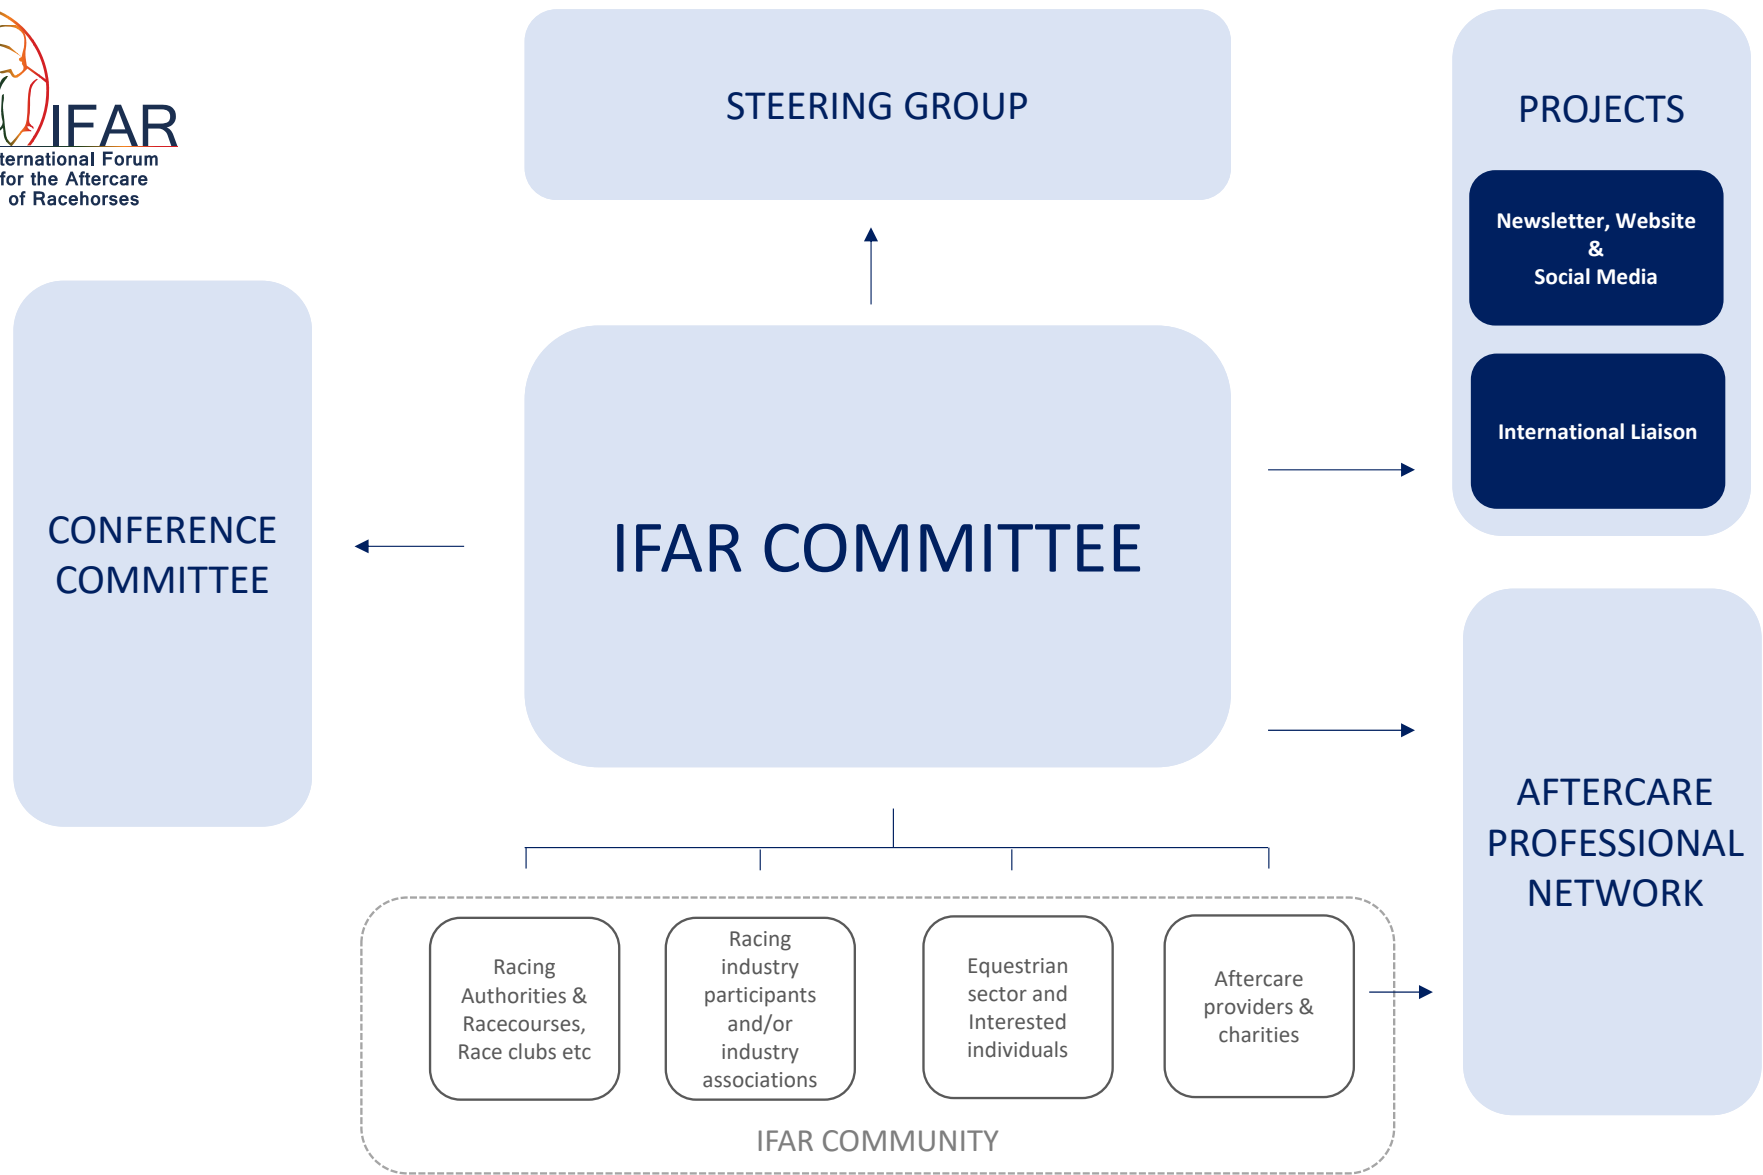 IFAR
ternational Forum
for the Aftercare
of Racehorses
STEERING GROUP
PROJECTS
Newsletter, Website
&
Social Media
International Liaison
CONFERENCE
COMMITTEE
IFAR COMMITTEE
AFTERCARE
PROFESSIONAL
NETWORK
Racing
Authorities &
Racecourses,
Race clubs etc
Racing
industry
participants
and/or
industry
associations
Equestrian
sector and
Interested
individuals
Aftercare
providers &
charities
IFAR COMMUNITY